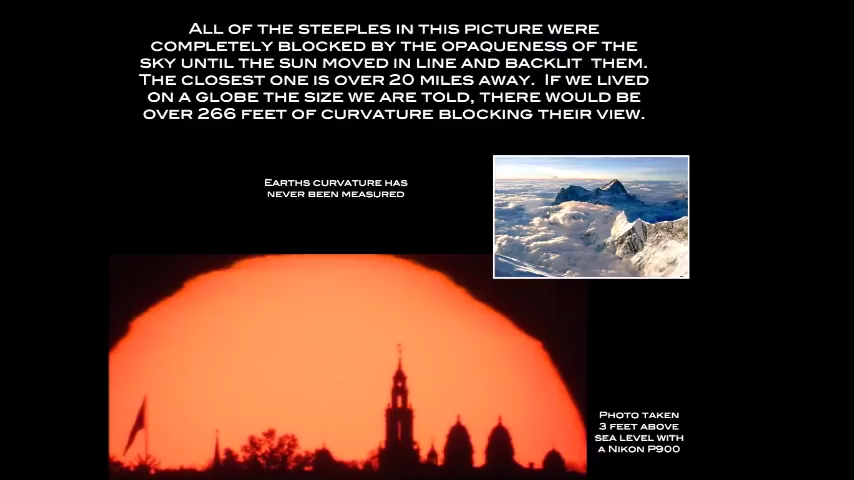 ALL OF THE STEEPLES IN THIS PICTURE WERE
COMPLETELY BLOCKED BY THE OPAQUENESS OF THE
SKY UNTIL THE SUN MOVED IN LINE AND BACKLIT THEM.
THE CLOSEST ONE IS OVER 20 MILES AWAY. IF WE LIVED
ON A GLOBE THE SIZE WE ARE TOLD, THERE WOULD BE
OVER 266 FEET OF CURVATURE BLOCKING THEIR VIEW.
EARTHS CURVATURE HAS
NEVER BEEN MEASURED
PHOTO TAKEN
3 FEET ABOVE
SEA LEVEL WITH
A NIKON P900